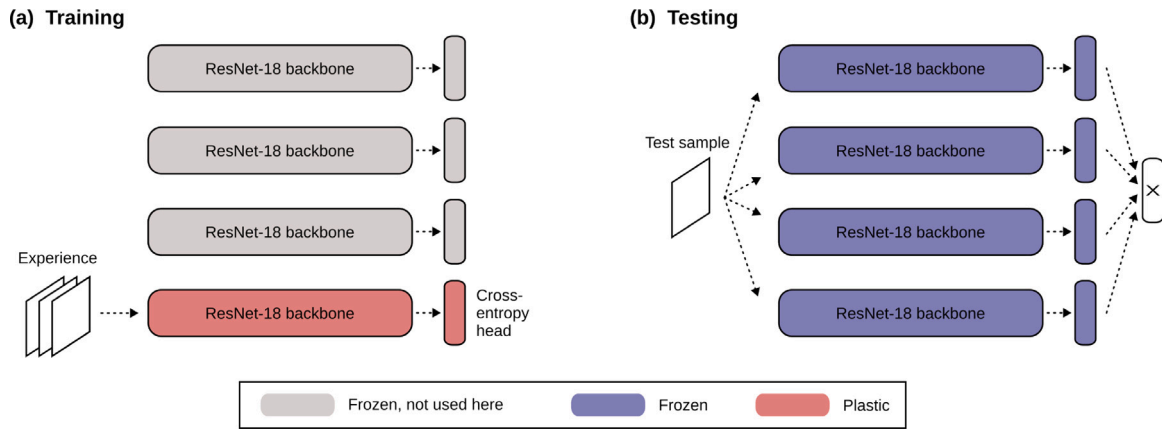 (a) Training
ResNet-18 backbone
ResNet-18 backbone
ResNet-18 backbone
Experience
ResNet-18 backbone
Cross-
entropy
head
(b) Testing
ResNet-18 backbone
Test sample
ResNet-18 backbone
ResNet-18 backbone
ResNet-18 backbone
X
Frozen, not used here
Frozen
Plastic